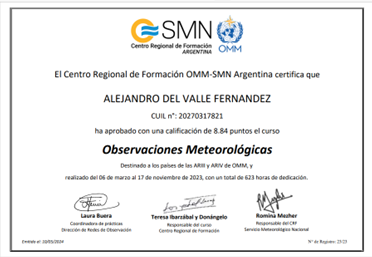 SMN
Centro Regional de Formación
ARGENTINA
OMM
El Centro Regional de Formación OMM-SMN Argentina certifica que
ALEJANDRO DEL VALLE FERNANDEZ
CUIL n°: 20270317821
ha aprobado con una calificación de 8.84 puntos el curso
Observaciones Meteorológicas
Destinado a los países de las ARIII y ARIV de OMM, y
realizado del 06 de marzo al 17 de noviembre de 2023, con un total de 623 horas de dedicación.
Laura Buera
Coordinadora de prácticos
Dirección de Redes de Observación
Teresa Ibarzábal y Donángelo
Responsable del curso
Centro Regional de Formación
Romina Mezher
Responsable del CRF
Servicio Meteorológico Nacional
Emitido el: 10/05/2024
N° de Registro: 23/25